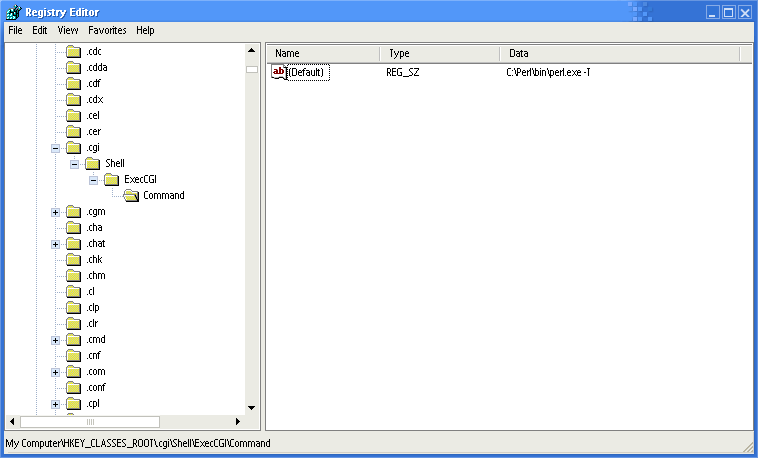 Registry Editor
File Edit View Favorites Help
Name Type Data
ab (Default) REG_SZ C:\Perl\bin\perl.exe -T
.cdc
.cdda
.cdf
.cdx
.cel
.cer
.cgi
Shell
ExecCGI
Command
.cgm
.cha
.chat
.chk
.chm
.cl
.clp
.clr
.cmd
.cnf
.com
.conf
.cpl
My Computer\HKEY_CLASSES_ROOT\cgi\Shell\ExecCGI\Command